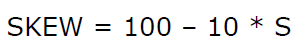 SKEW = 100 – 10 * S